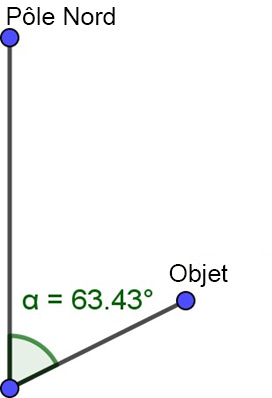 Pôle Nord
Objet
α = 63.43°